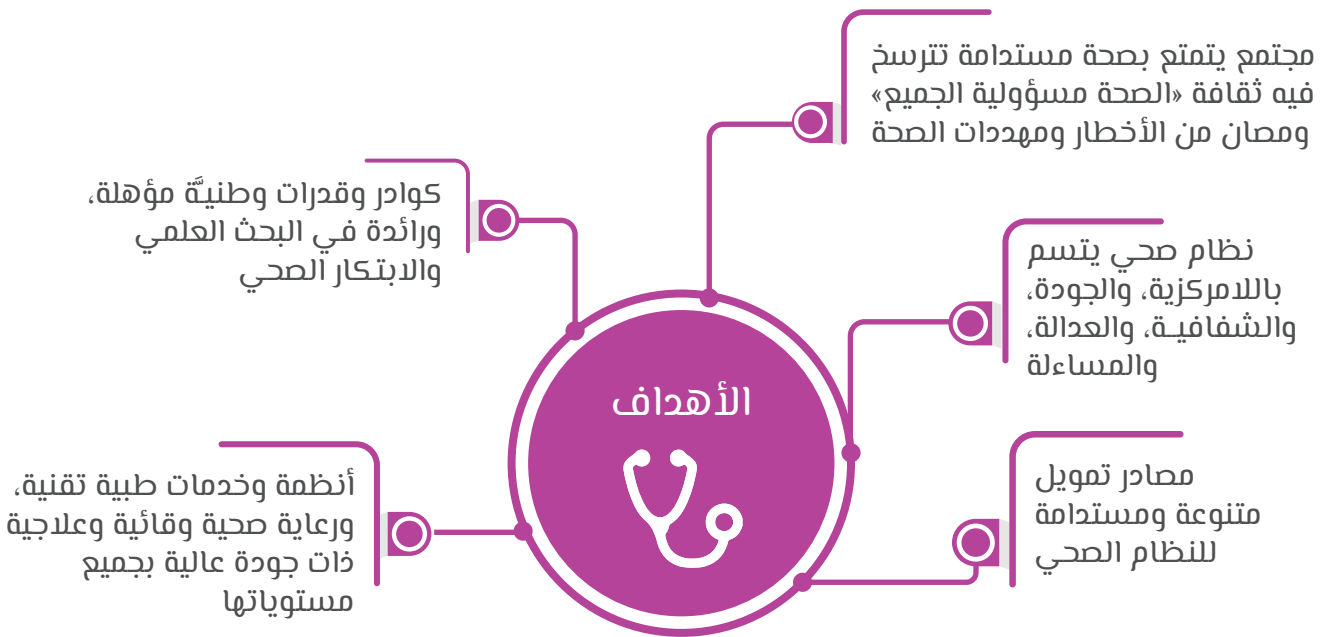 مجتمع يتمتع بصحة مستدامة تترسخ
فيه ثقافة «الصحة مسؤولية الجميع»
ومصان من الأخطار ومهددات الصحة
نظام صحي يتسم
باللامركزية، والجودة،
والشفافيـة، والعدالة،
والمساءلة
مصادر تمويل
متنوعة ومستدامة
للنظام الصحي
كوادر وقدرات وطنيـَّة مؤهلة،
ورائدة في البحث العلمي
والابتكار الصحي
أنظمة وخدمات طبية تقنية،
ورعاية صحية وقائية وعلاجية
ذات جودة عالية بجميع
مستوياتها
الأهداف